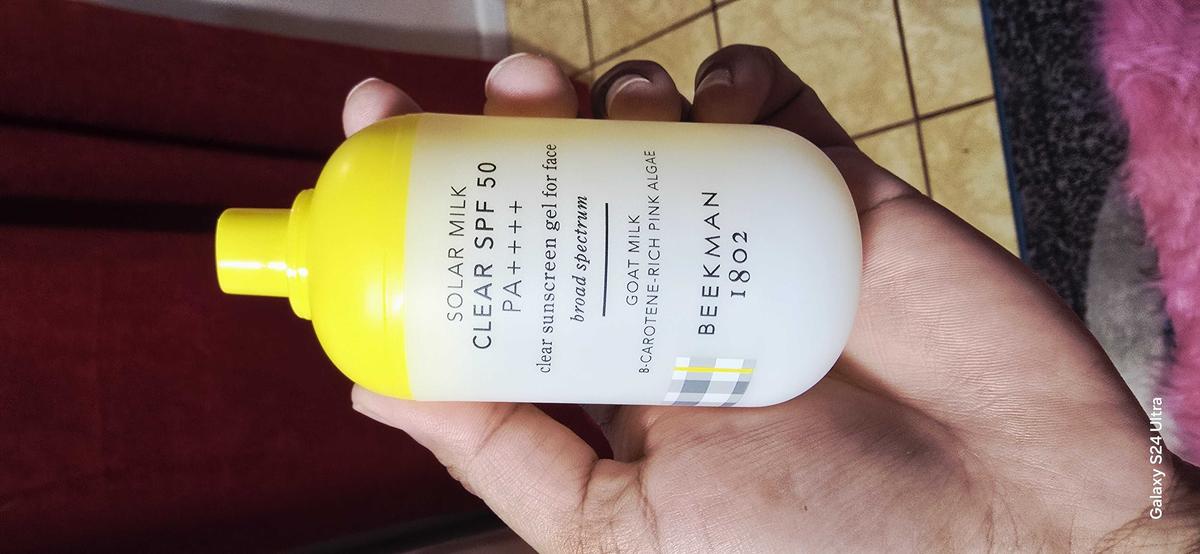 SOLAR MILK
CLEAR SPF 50
PA++++
clear sunscreen gel for face
broad spectrum
GOAT MILK
B-CAROTENE-RICH PINK ALGAE
BEEKMAN
1802
Galaxy S24 Ultra